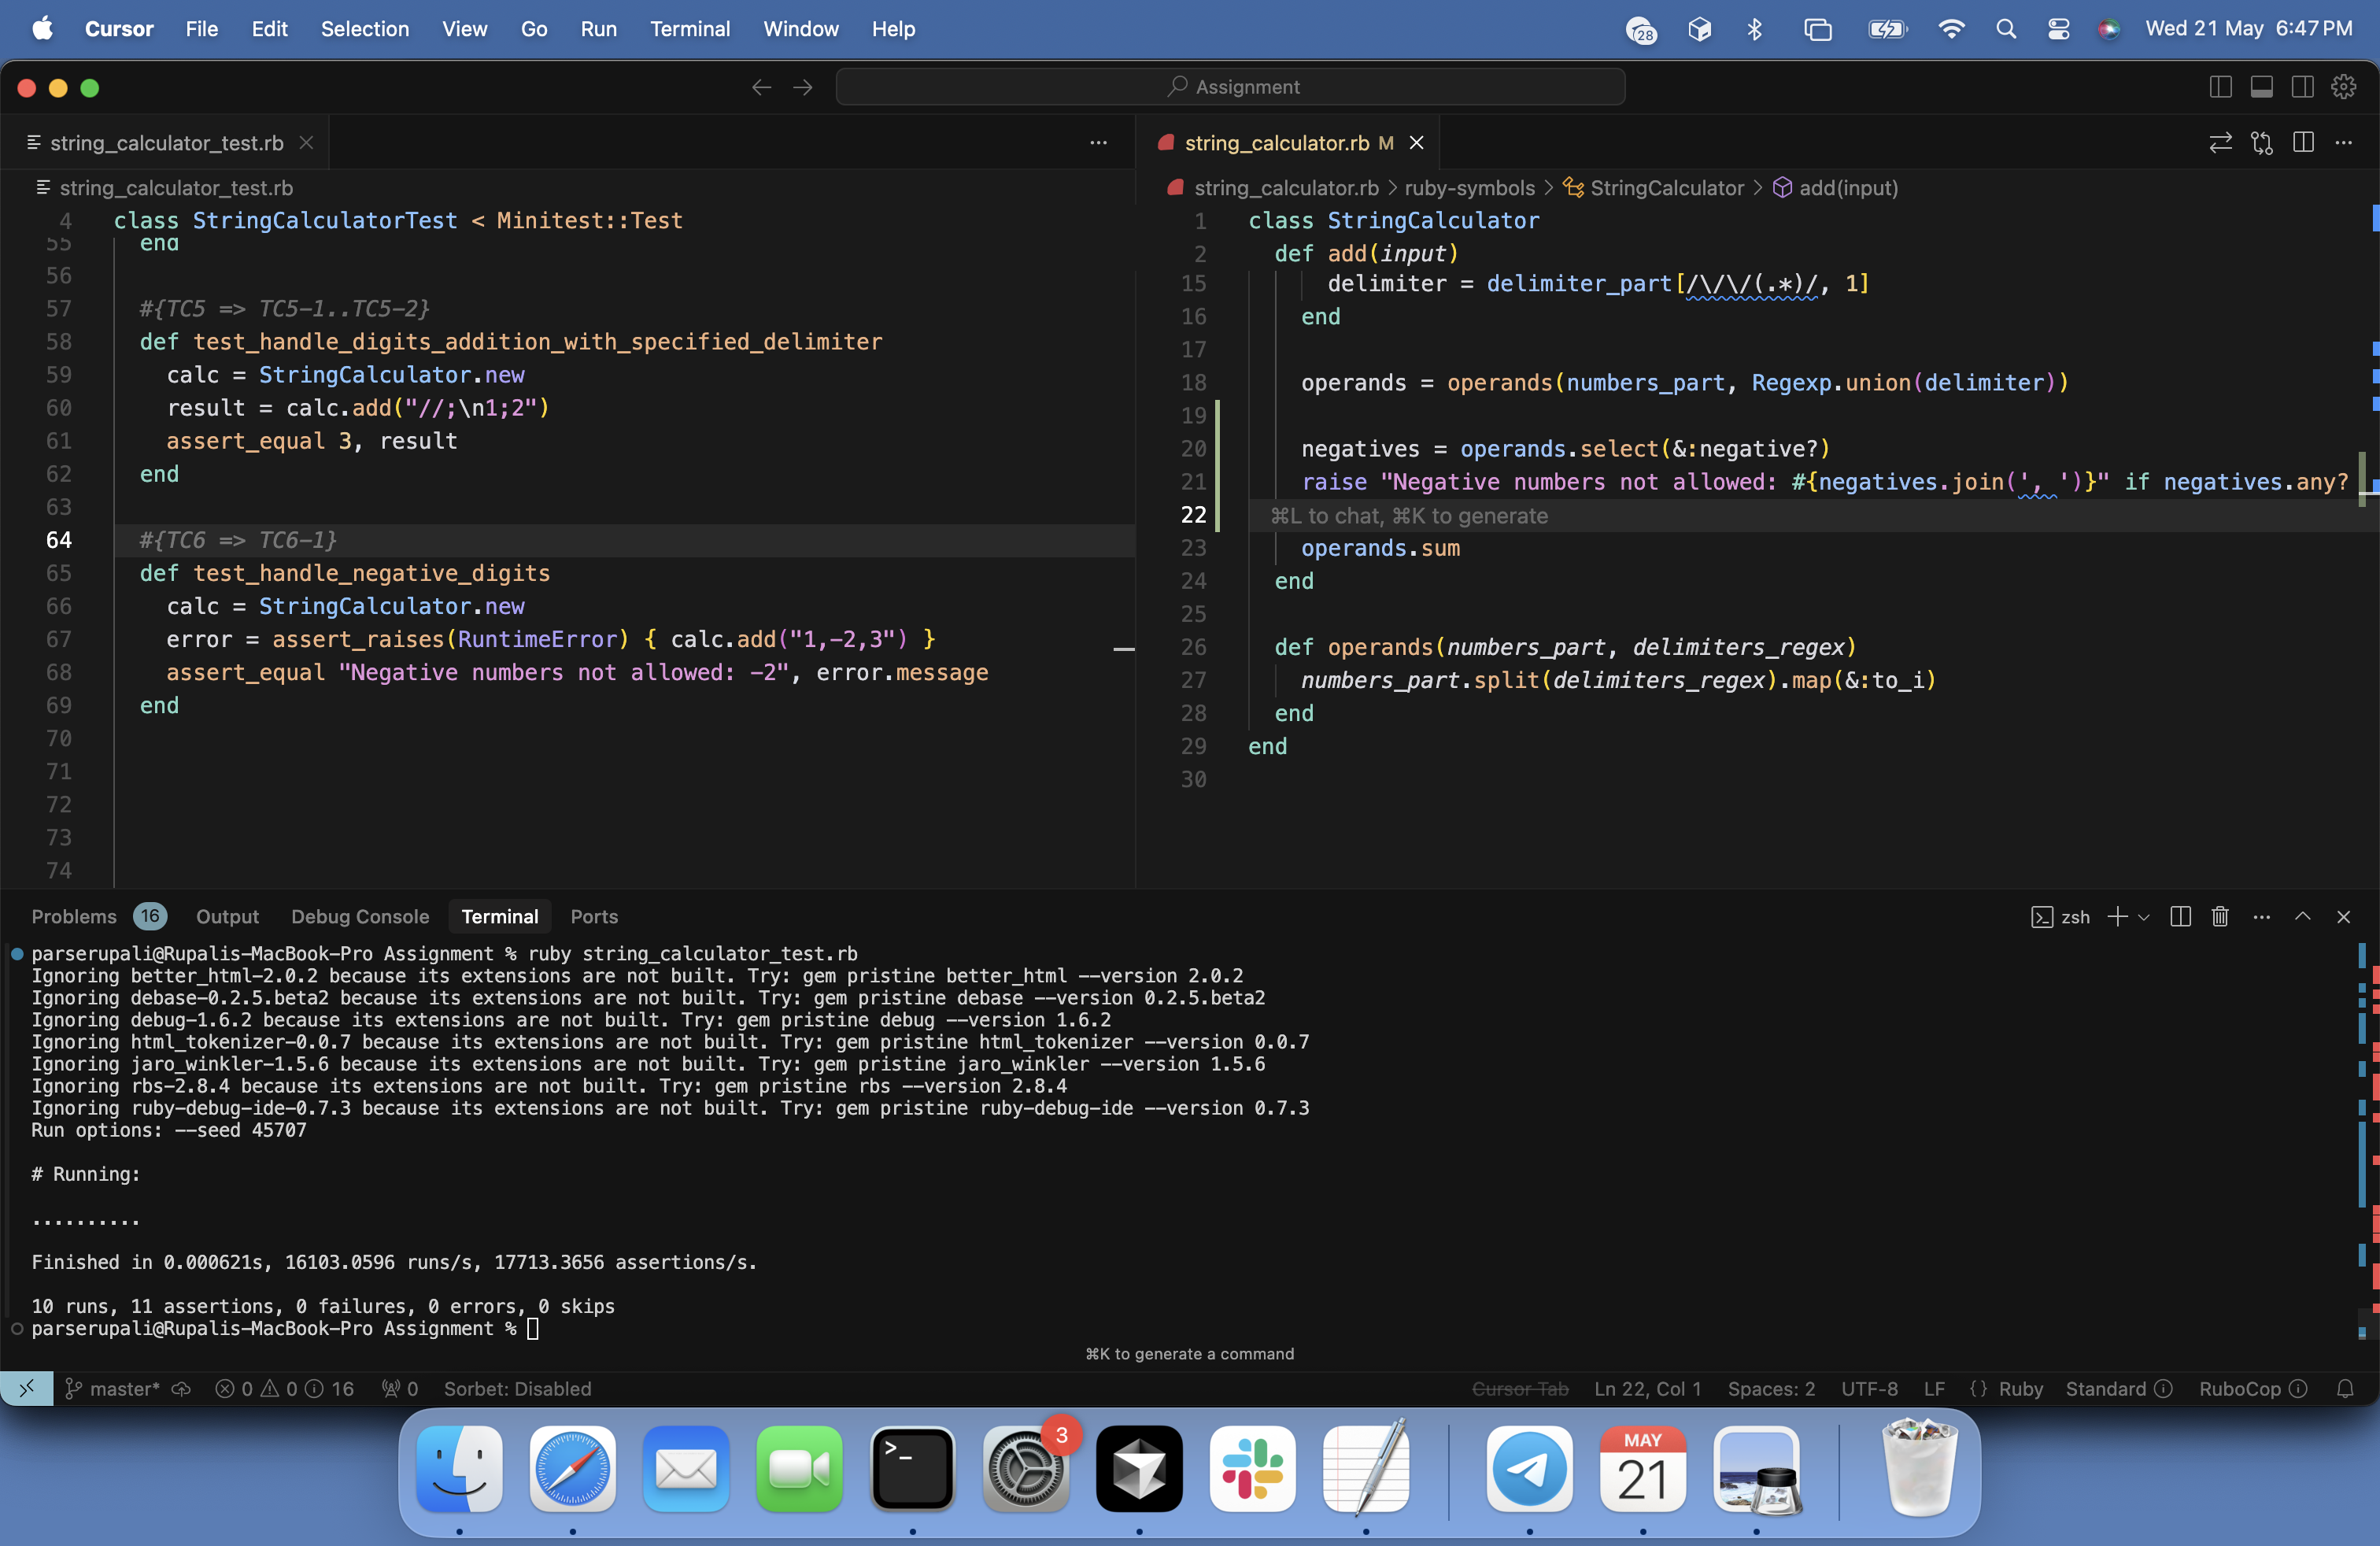 Cursor File Edit Selection View Go Run Terminal Window Help 28 Wed 21 May 6:47 PM
Assignment
string_calculator_test.rb
string_calculator_test.rb
4 class StringCalculatorTest < Minitest::Test
55 end
56
57 #{TC5 => TC5-1..TC5-2}
58 def test_handle_digits_addition_with_specified_delimiter
59 calc = StringCalculator.new
60 result = calc.add("//;\n1;2")
61 assert_equal 3, result
62 end
63
64 #{TC6 => TC6-1}
65 def test_handle_negative_digits
66 calc = StringCalculator.new
67 error = assert_raises(RuntimeError) { calc.add("1,-2,3") }
68 assert_equal "Negative numbers not allowed: -2", error.message
69 end
70
71
72
73
74
string_calculator.rb M
string_calculator.rb > ruby-symbols > StringCalculator > add(input)
1 class StringCalculator
2 def add(input)
15 delimiter = delimiter_part[/\/\/(.*)/, 1]
16 end
17
18 operands = operands(numbers_part, Regexp.union(delimiter))
19
20 negatives = operands.select(&:negative?)
21 raise "Negative numbers not allowed: #{negatives.join(', ')}" if negatives.any?
22 ⌘L to chat, ⌘K to generate
23 operands.sum
24 end
25
26 def operands(numbers_part, delimiters_regex)
27 numbers_part.split(delimiters_regex).map(&:to_i)
28 end
29 end
30
Problems 16 Output Debug Console Terminal Ports zsh
parserupali@Rupalis-MacBook-Pro Assignment % ruby string_calculator_test.rb
Ignoring better_html-2.0.2 because its extensions are not built. Try: gem pristine better_html --version 2.0.2
Ignoring debase-0.2.5.beta2 because its extensions are not built. Try: gem pristine debase --version 0.2.5.beta2
Ignoring debug-1.6.2 because its extensions are not built. Try: gem pristine debug --version 1.6.2
Ignoring html_tokenizer-0.0.7 because its extensions are not built. Try: gem pristine html_tokenizer --version 0.0.7
Ignoring jaro_winkler-1.5.6 because its extensions are not built. Try: gem pristine jaro_winkler --version 1.5.6
Ignoring rbs-2.8.4 because its extensions are not built. Try: gem pristine rbs --version 2.8.4
Ignoring ruby-debug-ide-0.7.3 because its extensions are not built. Try: gem pristine ruby-debug-ide --version 0.7.3
Run options: --seed 45707
# Running:
..........
Finished in 0.000621s, 16103.0596 runs/s, 17713.3656 assertions/s.
10 runs, 11 assertions, 0 failures, 0 errors, 0 skips
parserupali@Rupalis-MacBook-Pro Assignment %
⌘K to generate a command
master* 0 0 16 0 Sorbet: Disabled Cursor Tab Ln 22, Col 1 Spaces: 2 UTF-8 LF {} Ruby Standard RuboCop
3
MAY
21